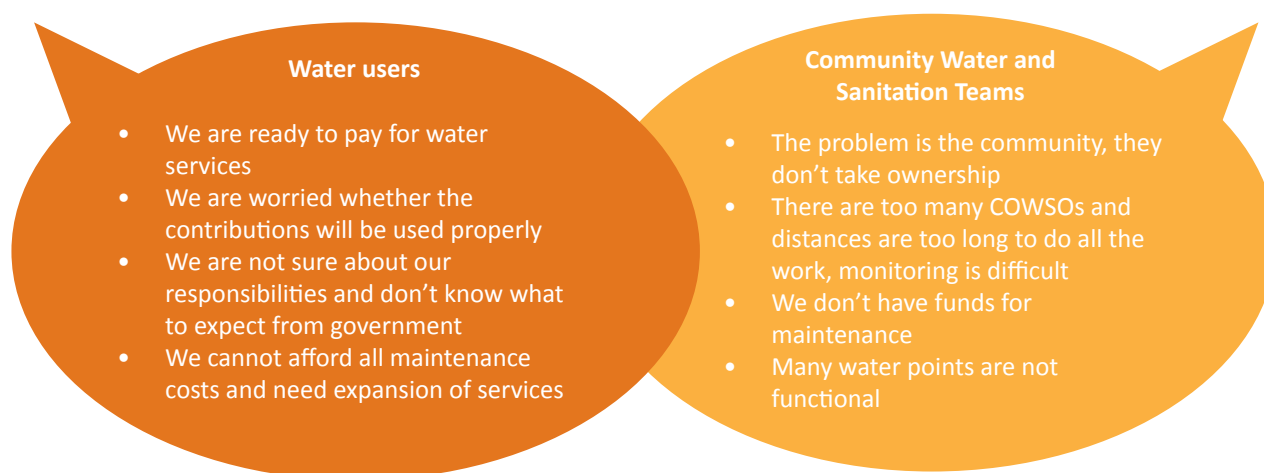 Water users
• We are ready to pay for water
services
• We are worried whether the
contributions will be used properly
• We are not sure about our
responsibilities and don’t know what
to expect from government
• We cannot afford all maintenance
costs and need expansion of services
Community Water and
Sanitation Teams
• The problem is the community, they
don’t take ownership
• There are too many COWSOs and
distances are too long to do all the
work, monitoring is difficult
• We don’t have funds for
maintenance
• Many water points are not
functional